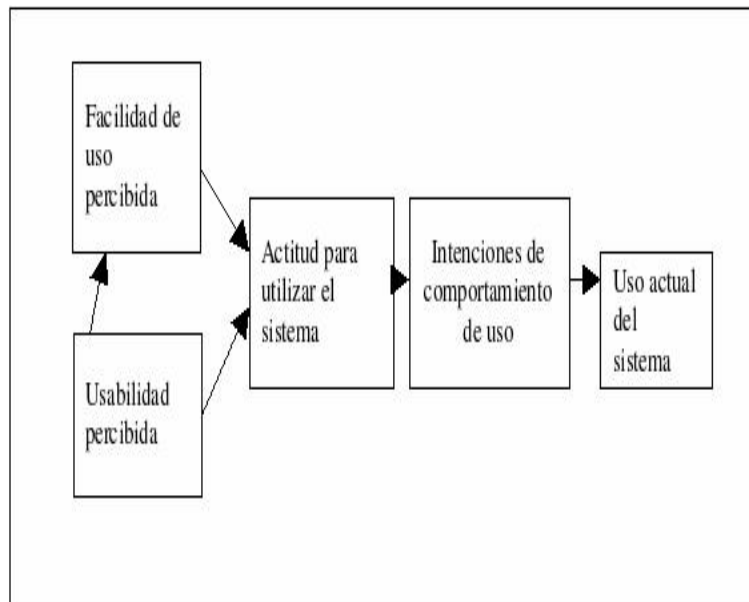 Facilidad de
uso
percibida
Usabilidad
percibida
Actitud para
utilizar el
sistema
Intenciones de
comportamiento
de uso
Uso actual
del
sistema